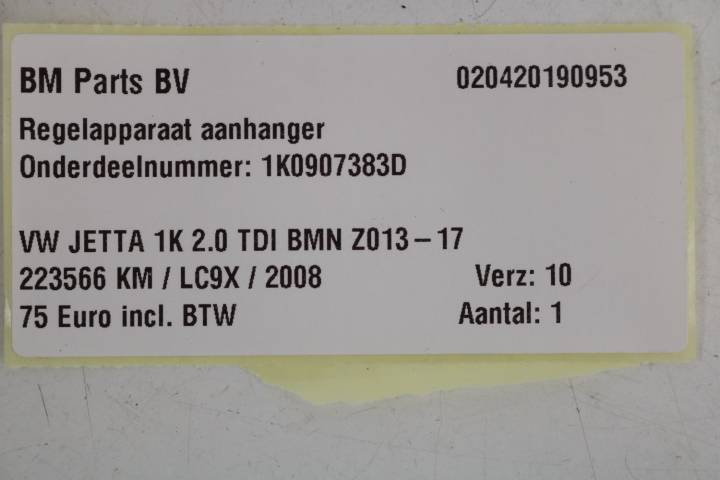 BM Parts BV 020420190953
Regelapparaat aanhanger
Onderdeelnummer: 1K0907383D
VW JETTA 1K 2.0 TDI BMN Z013-17
223566 KM / LC9X / 2008 Verz: 10
75 Euro incl. BTW Aantal: 1